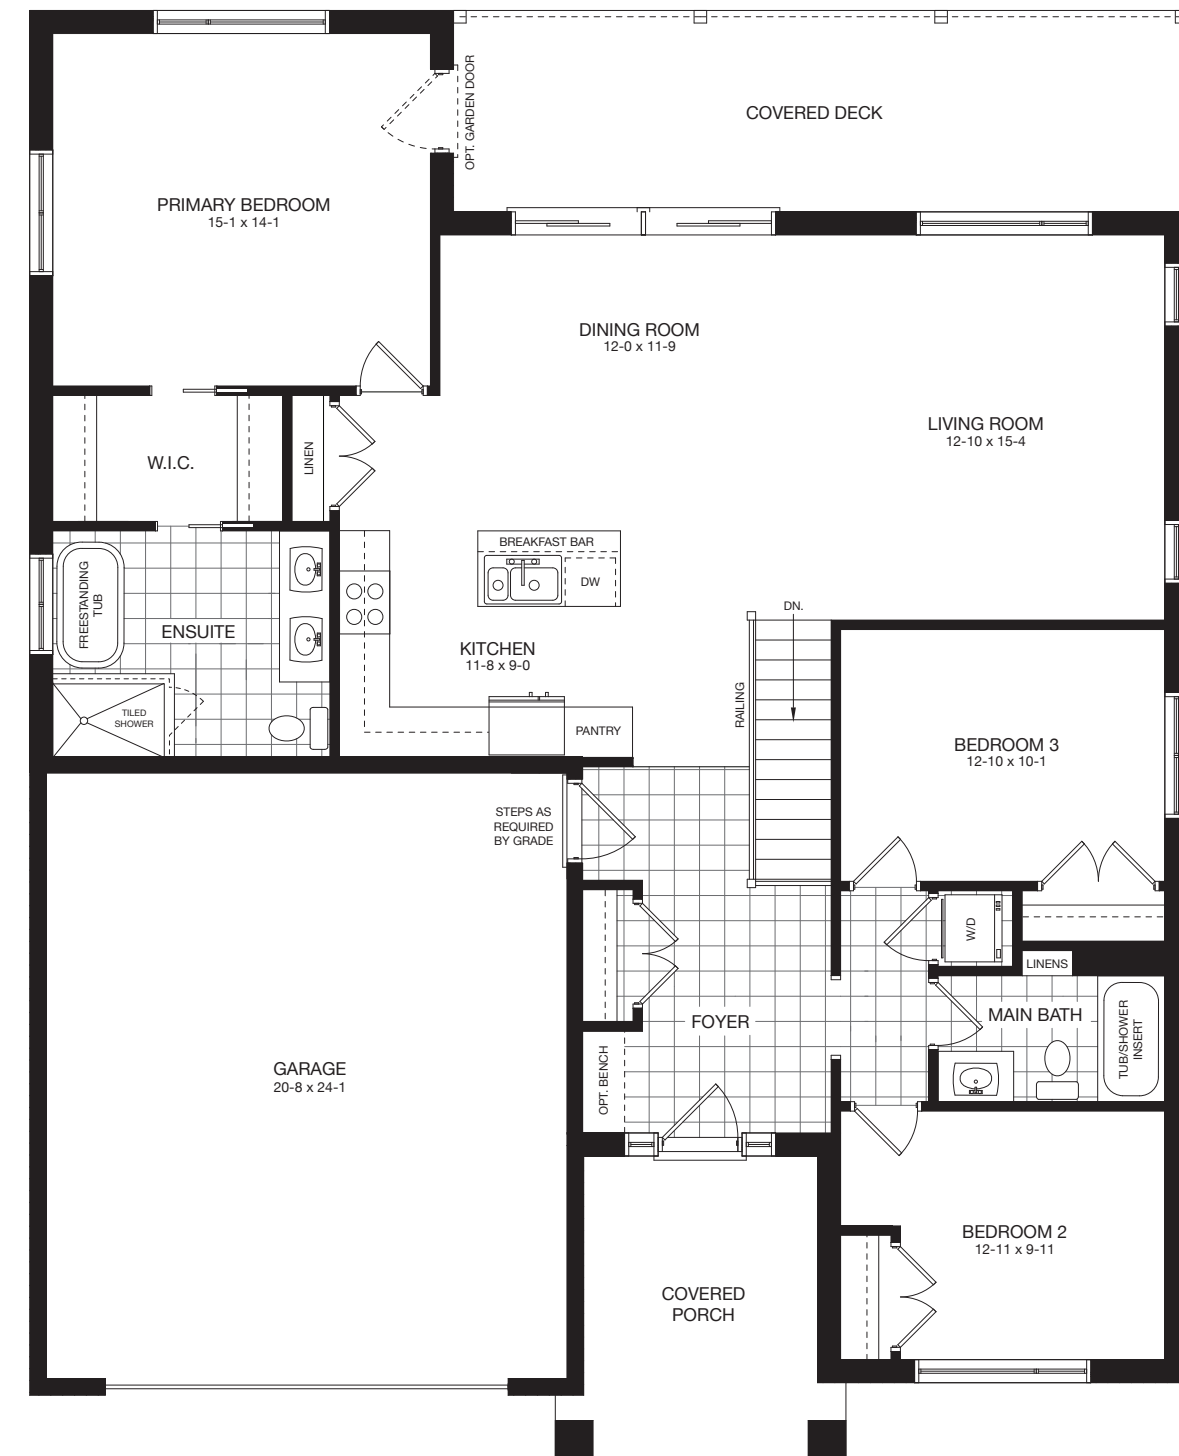 OPT. GARDEN DOOR
COVERED DECK
PRIMARY BEDROOM
15-1 x 14-1
DINING ROOM
12-0 x 11-9
LIVING ROOM
12-10 x 15-4
W.I.C.
LINEN
BREAKFAST BAR
DW
FREESTANDING
TUB
ENSUITE
KITCHEN
11-8 x 9-0
DN.
RAILING
TILED
SHOWER
PANTRY
BEDROOM 3
12-10 x 10-1
STEPS AS
REQUIRED
BY GRADE
W/D
LINENS
FOYER
MAIN BATH
TUB/SHOWER
INSERT
GARAGE
20-8 x 24-1
OPT. BENCH
BEDROOM 2
12-11 x 9-11
COVERED
PORCH